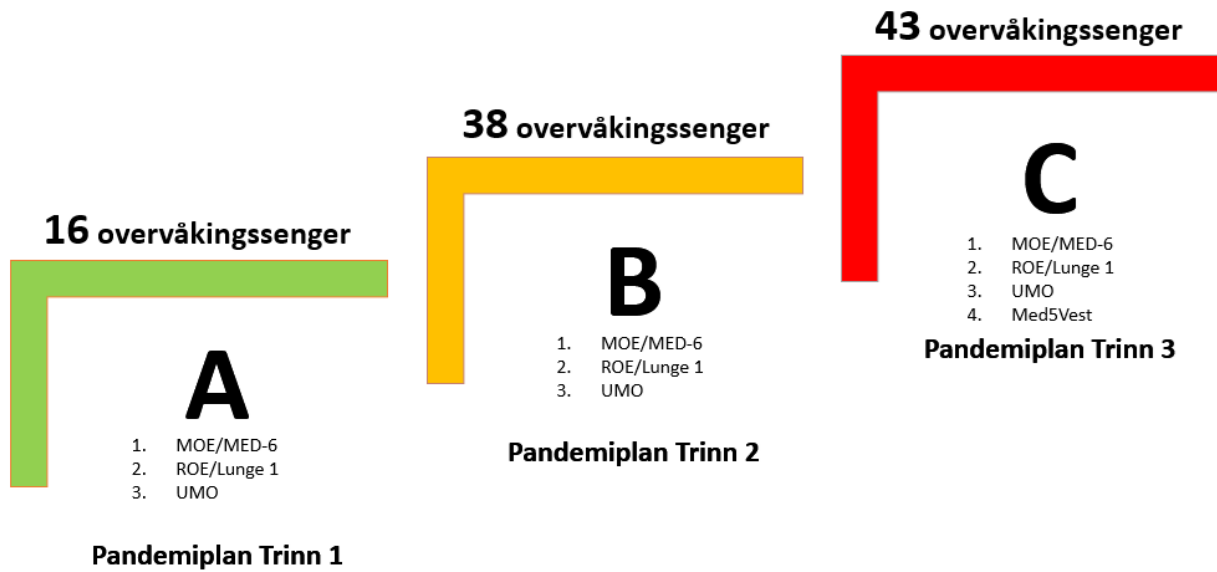 16 overvåkingssenger
A
1. MOE/MED-6
2. ROE/Lunge 1
3. UMO
Pandemiplan Trinn 1
38 overvåkingssenger
B
1. MOE/MED-6
2. ROE/Lunge 1
3. UMO
Pandemiplan Trinn 2
43 overvåkingssenger
C
1. MOE/MED-6
2. ROE/Lunge 1
3. UMO
4. Med5Vest
Pandemiplan Trinn 3